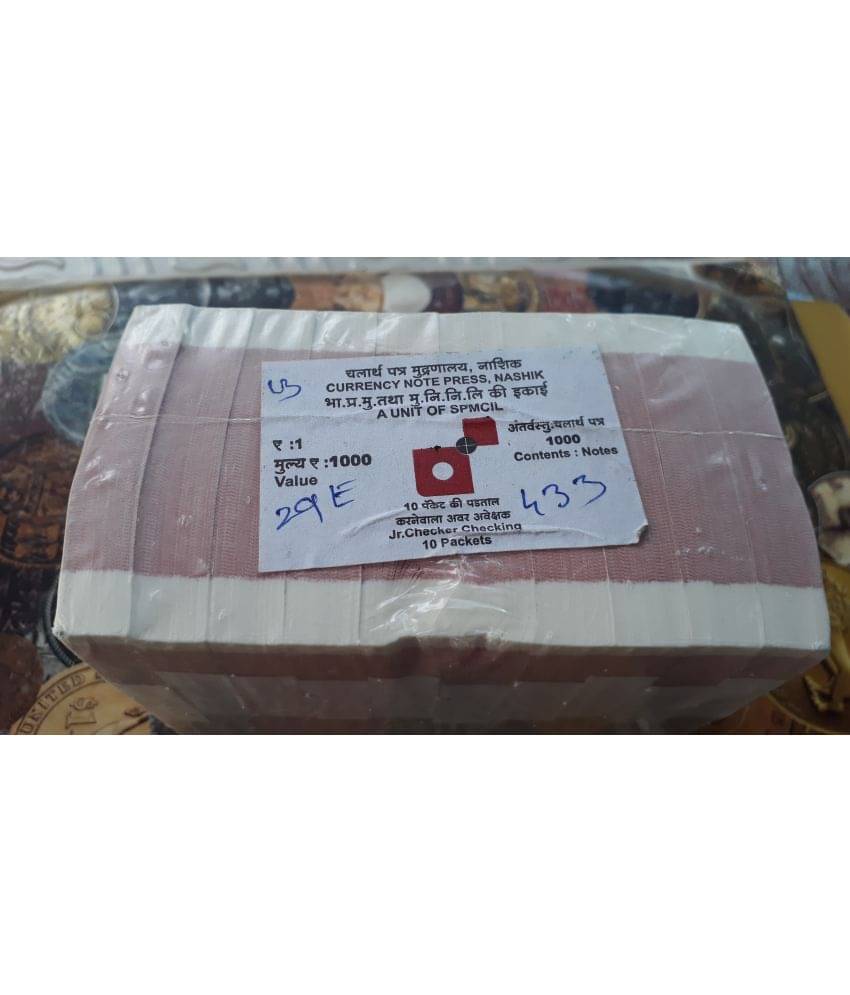 चलार्थ पत्र मुद्रणालय, नाशिक
CURRENCY NOTE PRESS, NASHIK
भा.प्र.मु.तथा मु.नि.नि.लि की इकाई
A UNIT OF SPMCIL
₹ :1
मुल्य ₹ :1000
Value
अंतर्वस्तु:चलार्थ पत्र
1000
Contents : Notes
29E
433
10 पॅकेट की पडताल
करनेवाला अवर अवेक्षक
Jr.Checker Checking
10 Packets